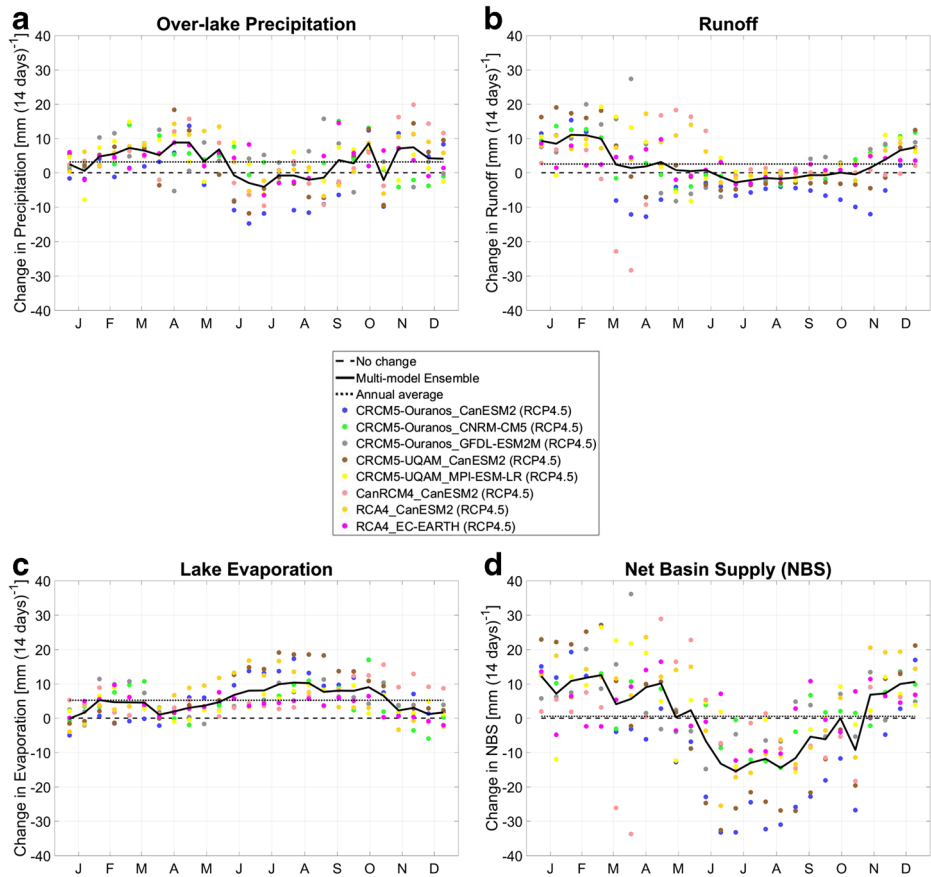 a
Over-lake Precipitation
Change in Precipitation [mm (14 days)⁻¹]
40
30
20
10
0
-10
-20
-30
-40
J F M A M J J A S O N D
b
Runoff
Change in Runoff [mm (14 days)⁻¹]
40
30
20
10
0
-10
-20
-30
-40
J F M A M J J A S O N D
No change
Multi-model Ensemble
Annual average
CRCM5-Ouranos_CanESM2 (RCP4.5)
CRCM5-Ouranos_CNRM-CM5 (RCP4.5)
CRCM5-Ouranos_GFDL-ESM2M (RCP4.5)
CRCM5-UQAM_CanESM2 (RCP4.5)
CRCM5-UQAM_MPI-ESM-LR (RCP4.5)
CanRCM4_CanESM2 (RCP4.5)
RCA4_CanESM2 (RCP4.5)
RCA4_EC-EARTH (RCP4.5)
c
Lake Evaporation
Change in Evaporation [mm (14 days)⁻¹]
40
30
20
10
0
-10
-20
-30
-40
J F M A M J J A S O N D
d
Net Basin Supply (NBS)
Change in NBS [mm (14 days)⁻¹]
40
30
20
10
0
-10
-20
-30
-40
J F M A M J J A S O N D